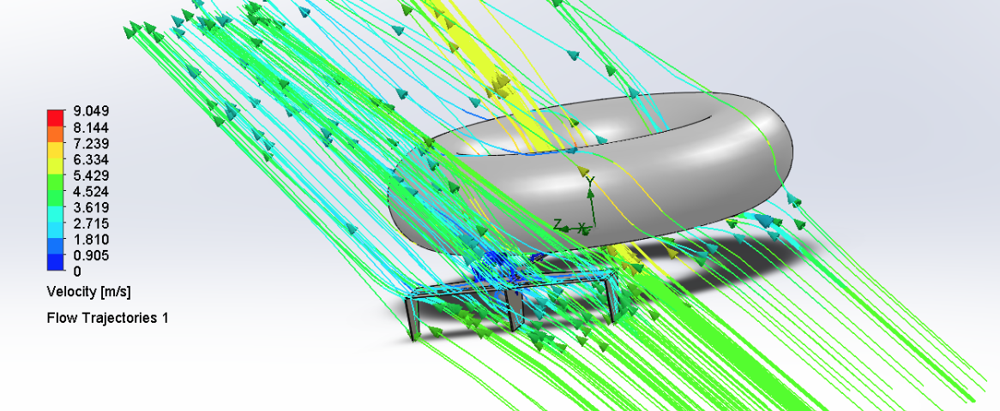 9.049
8.144
7.239
6.334
5.429
4.524
3.619
2.715
1.810
0.905
0
Velocity [m/s]
Flow Trajectories 1
Y
Z X